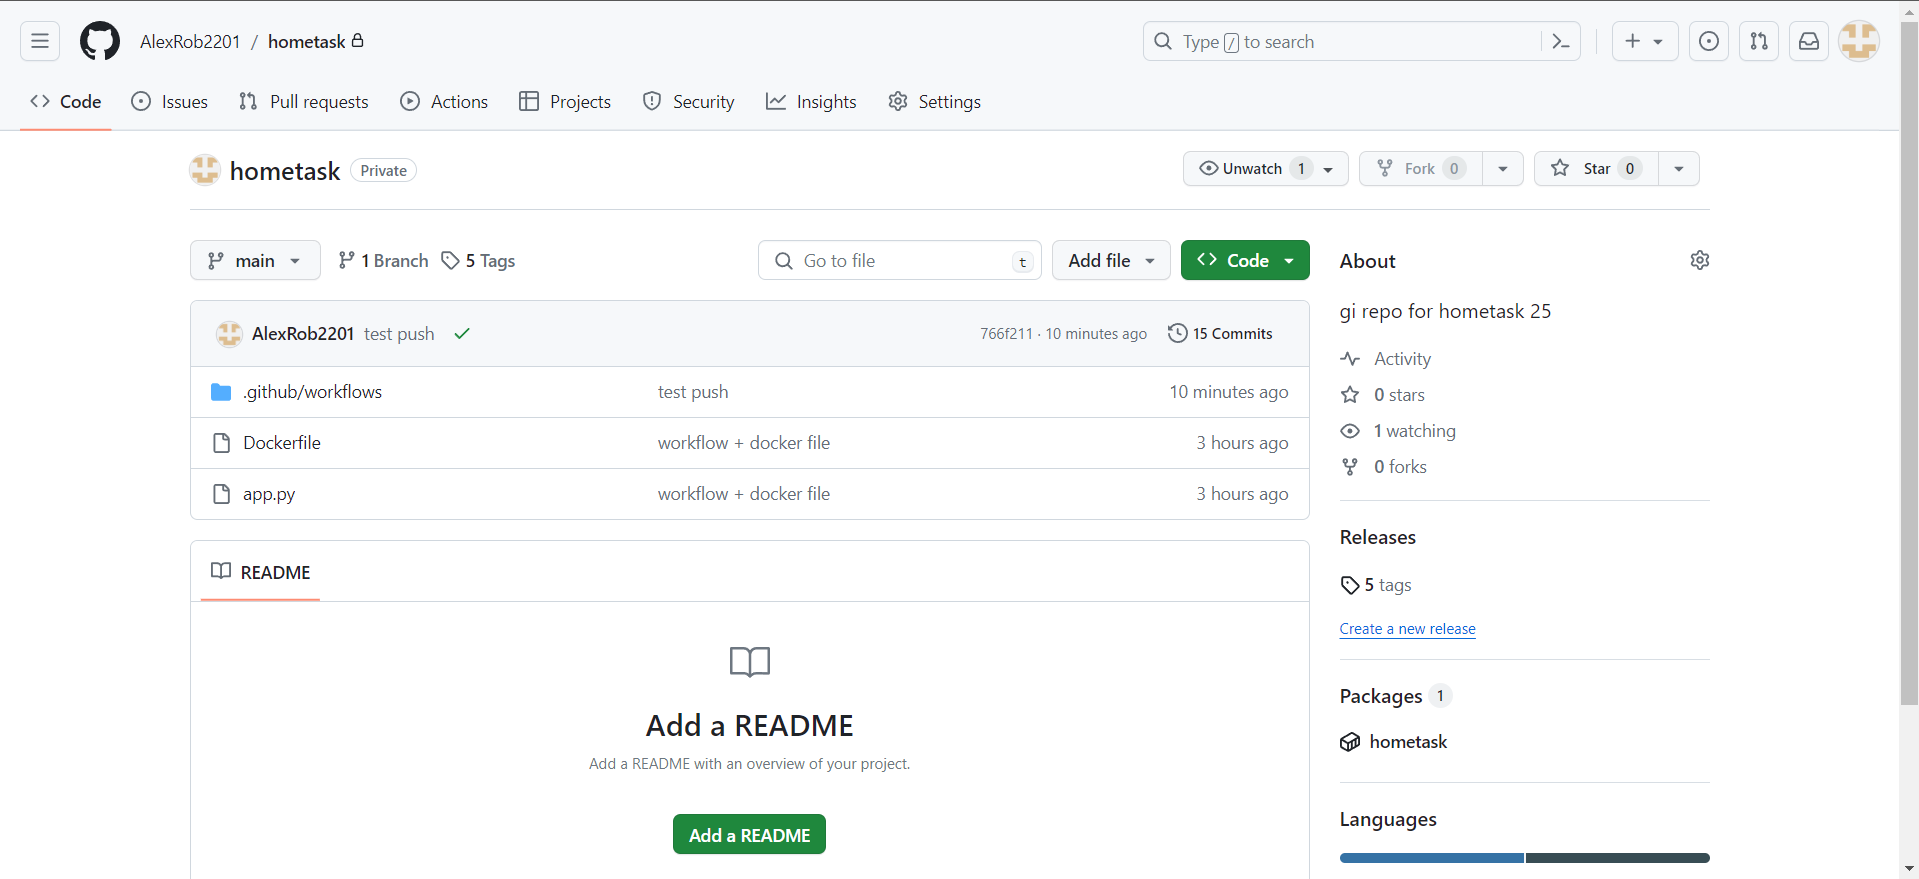 AlexRob2201 / hometask
Type / to search
Code Issues Pull requests Actions Projects Security Insights Settings
hometask Private
Unwatch 1 Fork 0 Star 0
main 1 Branch 5 Tags
Go to file t Add file Code
AlexRob2201 test push 766f211 · 10 minutes ago 15 Commits
.github/workflows test push 10 minutes ago
Dockerfile workflow + docker file 3 hours ago
app.py workflow + docker file 3 hours ago
README
Add a README
Add a README with an overview of your project.
Add a README
About
gi repo for hometask 25
Activity
0 stars
1 watching
0 forks
Releases
5 tags
Create a new release
Packages 1
hometask
Languages